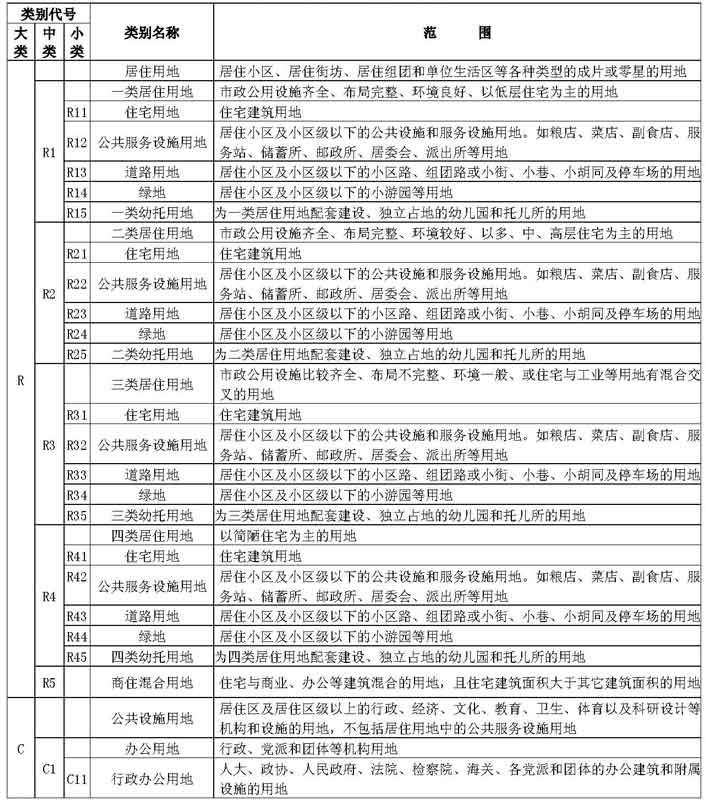 类别代号
大类 中类 小类 类别名称 范 围
R 居住用地 居住小区、居住街坊、居住组团和单位生活区等各种类型的成片或零星的用地
R1 一类居住用地 市政公用设施齐全、布局完整、环境良好、以低层住宅为主的用地
R11 住宅用地 住宅建筑用地
R12 公共服务设施用地 居住小区及小区级以下的公共设施和服务设施用地。如粮店、菜店、副食店、服
务站、储蓄所、邮政所、居委会、派出所等用地
R13 道路用地 居住小区及小区级以下的小区路、组团路或小街、小巷、小胡同及停车场的用地
R14 绿地 居住小区及小区级以下的小游园等用地
R15 一类幼托用地 为一类居住用地配套建设、独立占地的幼儿园和托儿所的用地
R2 二类居住用地 市政公用设施齐全、布局完整、环境较好、以多、中、高层住宅为主的用地
R21 住宅用地 住宅建筑用地
R22 公共服务设施用地 居住小区及小区级以下的公共设施和服务设施用地。如粮店、菜店、副食店、服
务站、储蓄所、邮政所、居委会、派出所等用地
R23 道路用地 居住小区及小区级以下的小区路、组团路或小街、小巷、小胡同及停车场的用地
R24 绿地 居住小区及小区级以下的小游园等用地
R25 二类幼托用地 为二类居住用地配套建设、独立占地的幼儿园和托儿所的用地
R3 三类居住用地 市政公用设施比较齐全、布局不完整、环境一般、或住宅与工业等用地有混合交
叉的用地
R31 住宅用地 住宅建筑用地
R32 公共服务设施用地 居住小区及小区级以下的公共设施和服务设施用地。如粮店、菜店、副食店、服
务站、储蓄所、邮政所、居委会、派出所等用地
R33 道路用地 居住小区及小区级以下的小区路、组团路或小街、小巷、小胡同及停车场的用地
R34 绿地 居住小区及小区级以下的小游园等用地
R35 三类幼托用地 为三类居住用地配套建设、独立占地的幼儿园和托儿所的用地
R4 四类居住用地 以简陋住宅为主的用地
R41 住宅用地 住宅建筑用地
R42 公共服务设施用地 居住小区及小区级以下的公共设施和服务设施用地。如粮店、菜店、副食店、服
务站、储蓄所、邮政所、居委会、派出所等用地
R43 道路用地 居住小区及小区级以下的小区路、组团路或小街、小巷、小胡同及停车场的用地
R44 绿地 居住小区及小区级以下的小游园等用地
R45 四类幼托用地 为四类居住用地配套建设、独立占地的幼儿园和托儿所的用地
R5 商住混合用地 住宅与商业、办公等建筑混合的用地，且住宅建筑面积大于其它建筑面积的用地
C 公共设施用地 居住区及居住区级以上的行政、经济、文化、教育、卫生、体育以及科研设计等
机构和设施的用地，不包括居住用地中的公共服务设施用地
C1 办公用地 行政、党派和团体等机构用地
C11 行政办公用地 人大、政协、人民政府、法院、检察院、海关、各党派和团体的办公建筑和附属
设施的用地